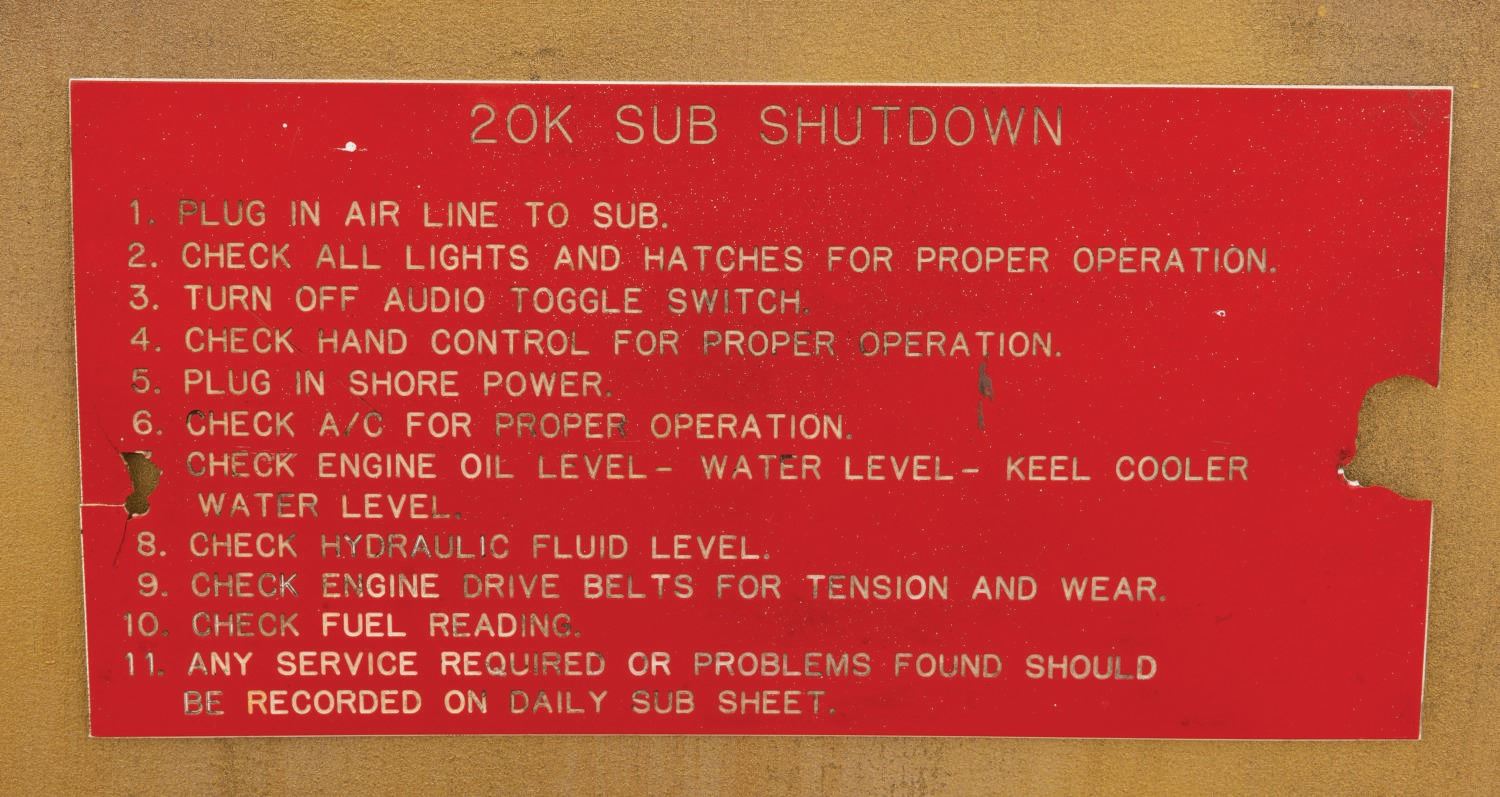 20K SUB SHUTDOWN
1. PLUG IN AIR LINE TO SUB.
2. CHECK ALL LIGHTS AND HATCHES FOR PROPER OPERATION.
3. TURN OFF AUDIO TOGGLE SWITCH.
4. CHECK HAND CONTROL FOR PROPER OPERATION.
5. PLUG IN SHORE POWER.
6. CHECK A/C FOR PROPER OPERATION.
CHECK ENGINE OIL LEVEL- WATER LEVEL- KEEL COOLER
WATER LEVEL.
8. CHECK HYDRAULIC FLUID LEVEL.
9. CHECK ENGINE DRIVE BELTS FOR TENSION AND WEAR.
10. CHECK FUEL READING.
11. ANY SERVICE REQUIRED OR PROBLEMS FOUND SHOULD
BE RECORDED ON DAILY SUB SHEET.